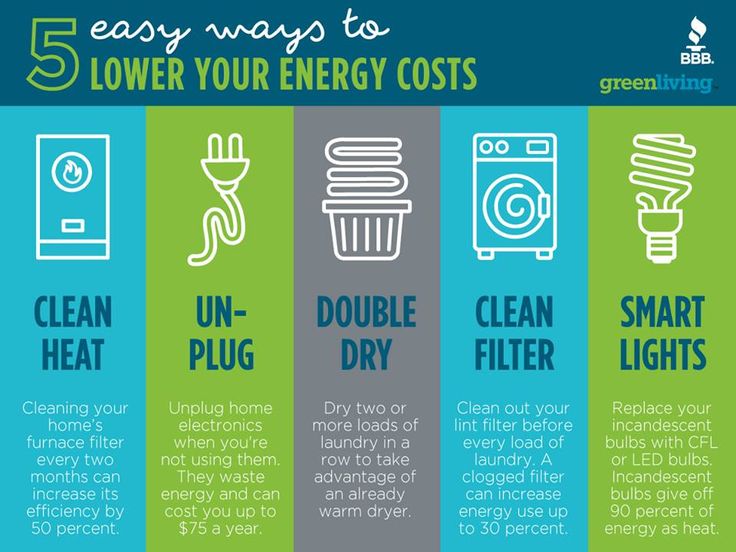 5 easy ways to
LOWER YOUR ENERGY COSTS
BBB.
greenliving™
CLEAN
HEAT
Cleaning your
home's
furnace filter
every two
months can
increase its
efficiency by
50 percent.
UN-
PLUG
Unplug home
electronics
when you're
not using them.
They waste
energy and can
cost you up to
$75 a year.
DOUBLE
DRY
Dry two or
more loads of
laundry in a
row to take
advantage of
an already
warm dryer.
CLEAN
FILTER
Clean out your
lint filter before
every load of
laundry. A
clogged filter
can increase
energy use up
to 30 percent.
SMART
LIGHTS
Replace your
incandescent
bulbs with CFL
or LED bulbs.
Incandescent
bulbs give off
90 percent of
energy as heat.